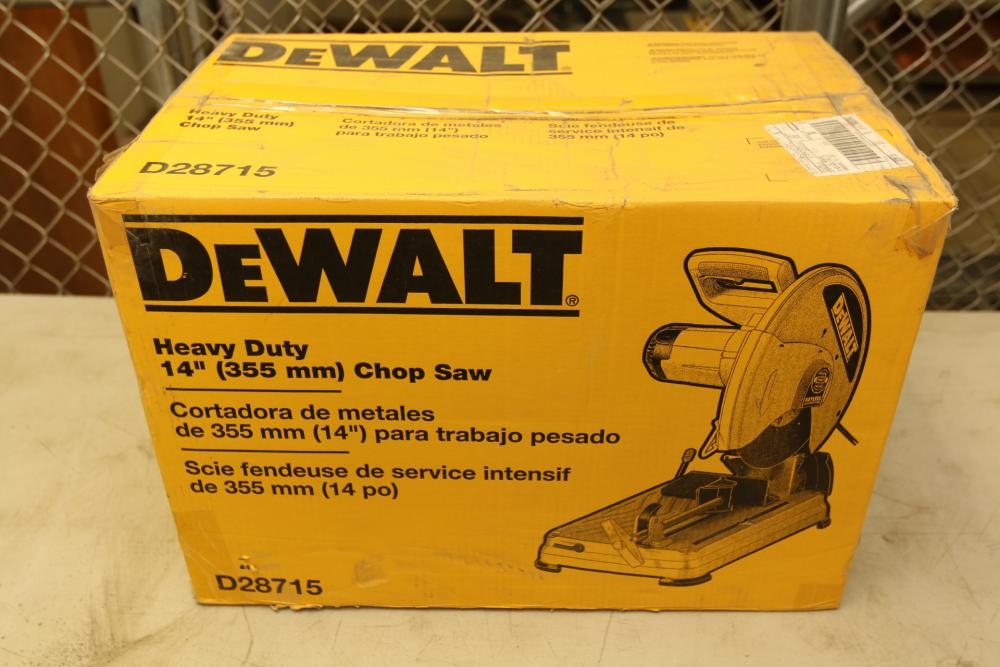 DEWALT
Heavy Duty
14" (355 mm)
Chop Saw
Cortadora de metales
de 355 mm (14")
para trabajo pesado
Scie fendeuse de
service intensif de
355 mm (14 po)
D28715
DEWALT®
Heavy Duty
14" (355 mm) Chop Saw
Cortadora de metales
de 355 mm (14") para trabajo pesado
Scie fendeuse de service intensif
de 355 mm (14 po)
D28715
DEWALT